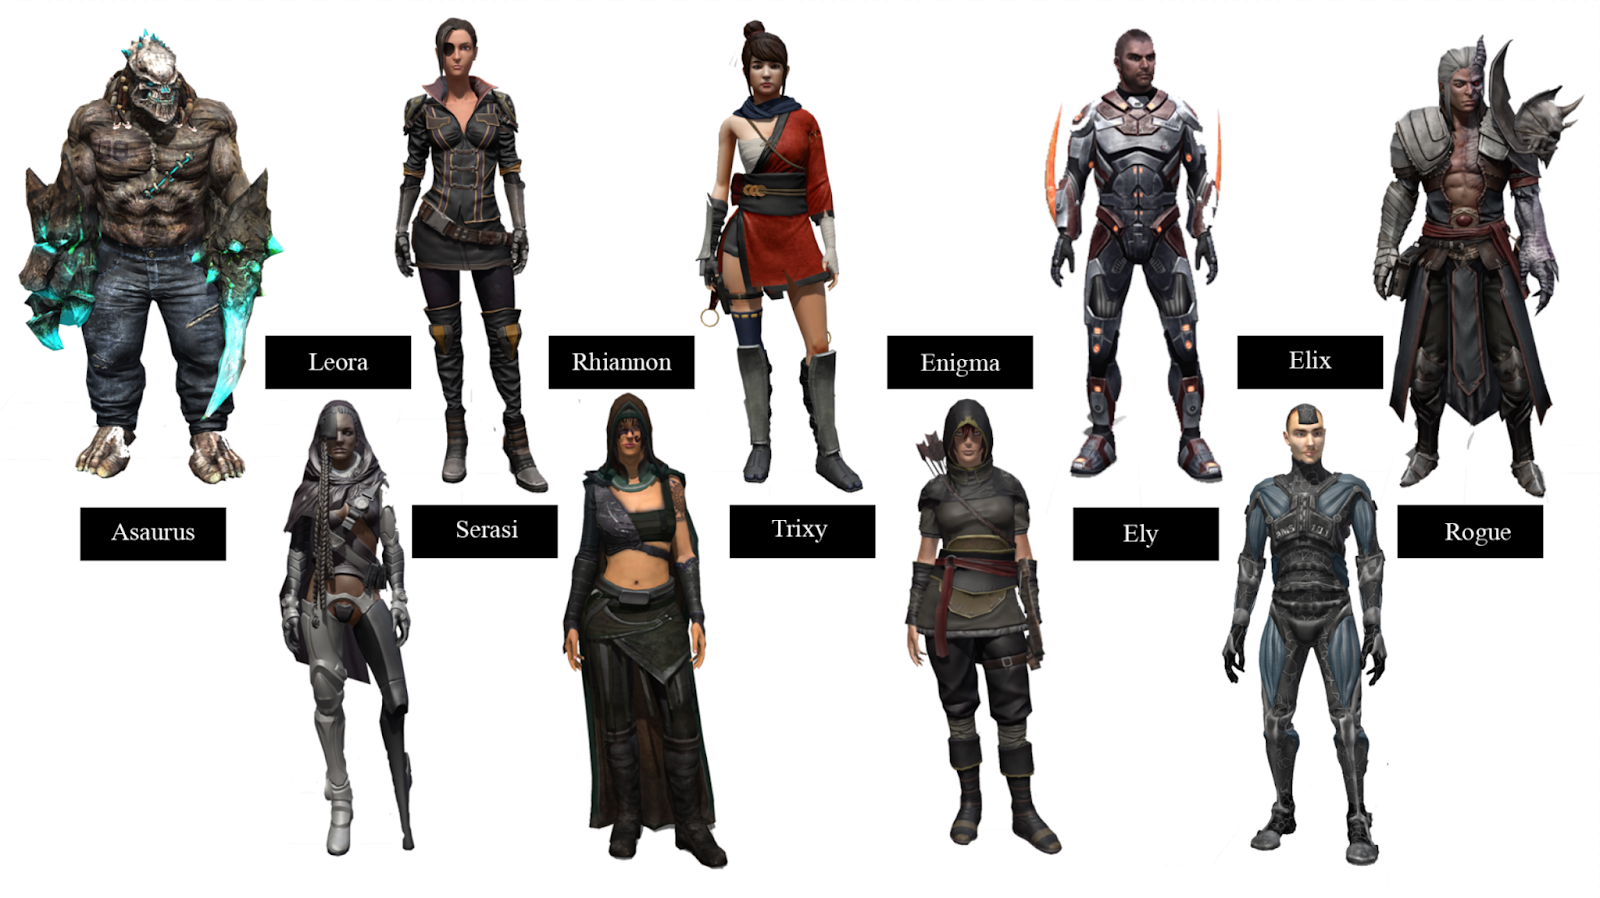 Leora
Rhiannon
Enigma
Elix
Asaurus
Serasi
Trixy
Ely
Rogue